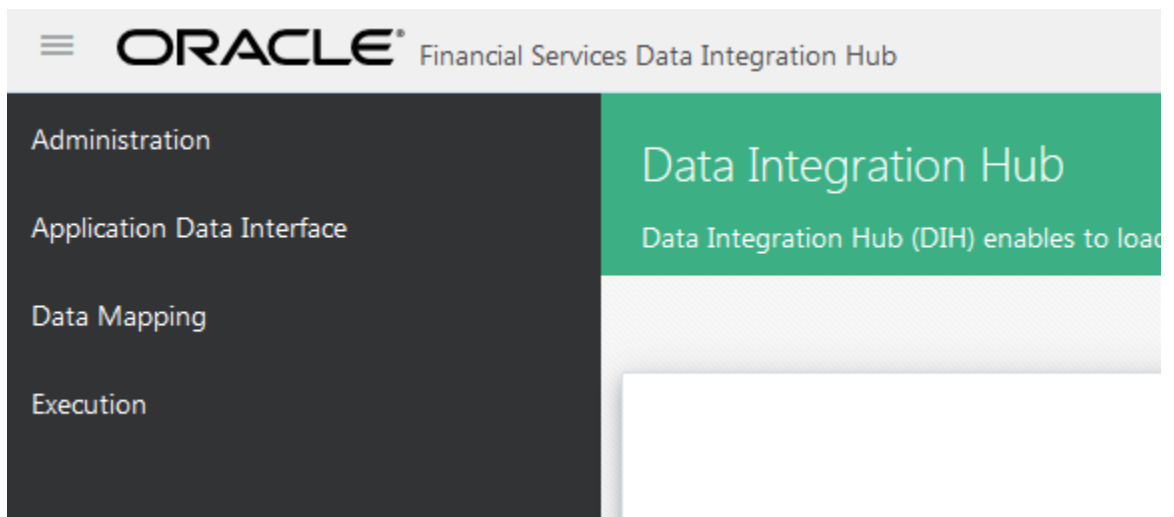 ORACLE® Financial Services Data Integration Hub
Administration
Application Data Interface
Data Mapping
Execution
Data Integration Hub
Data Integration Hub (DIH) enables to